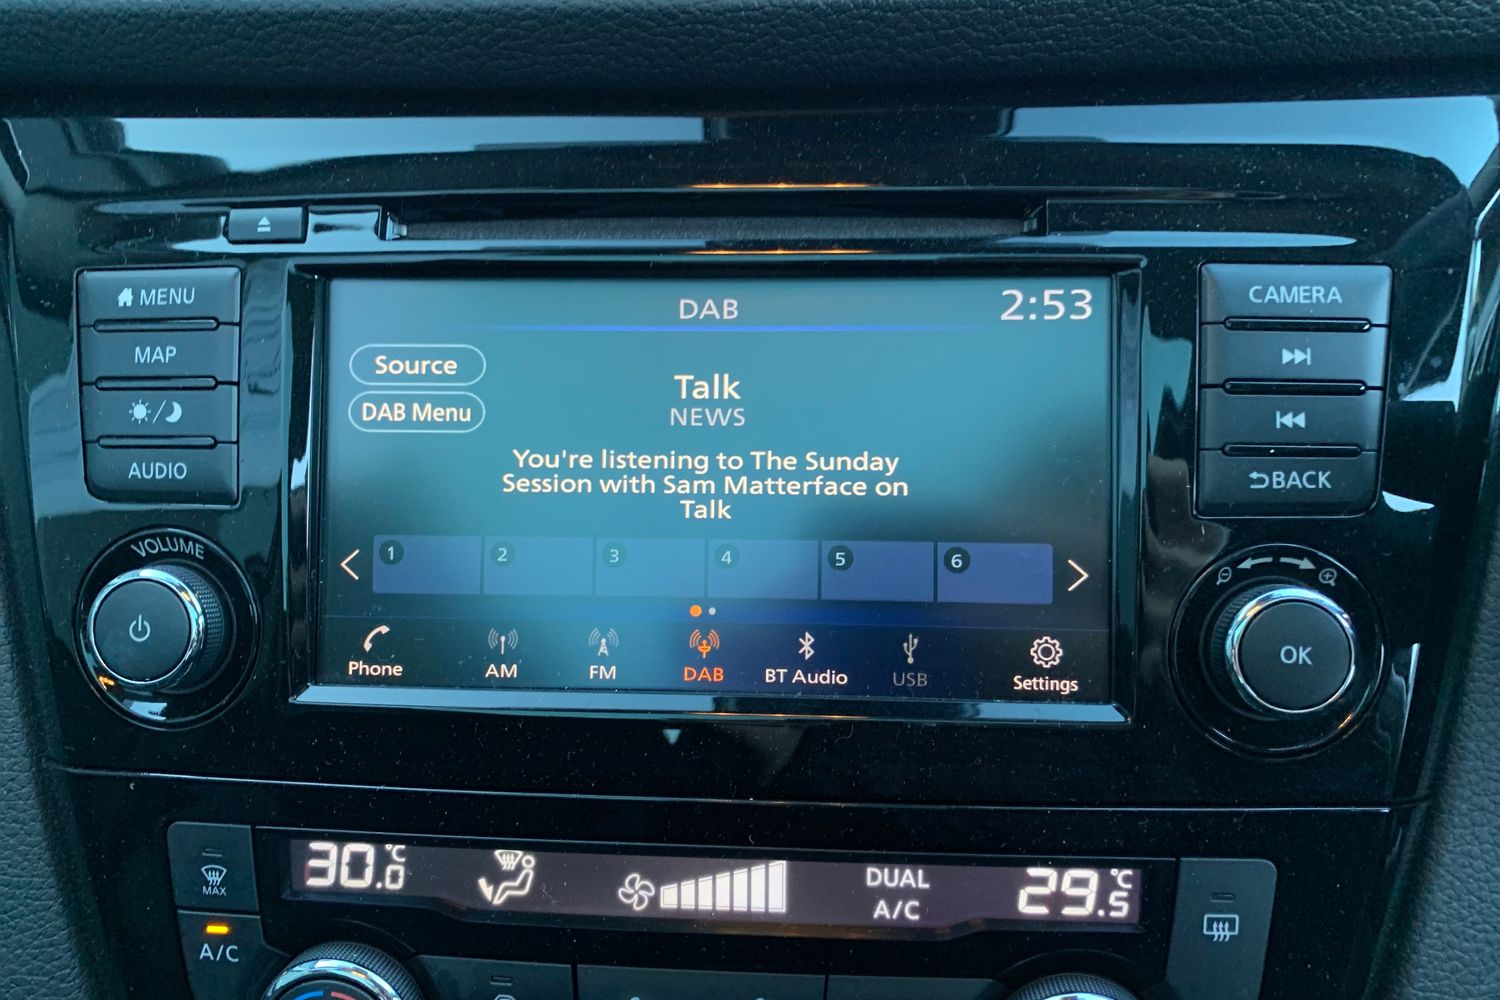 MENU
MAP
AUDIO
VOLUME
DAB
2:53
Source
DAB Menu
Talk
NEWS
You're listening to The Sunday
Session with Sam Matterface on
Talk
1
2
3
4
5
6
Phone
AM
FM
DAB
BT Audio
USB
Settings
CAMERA
BACK
OK
MAX
A/C
30.0°C
DUAL
A/C
29.5°C